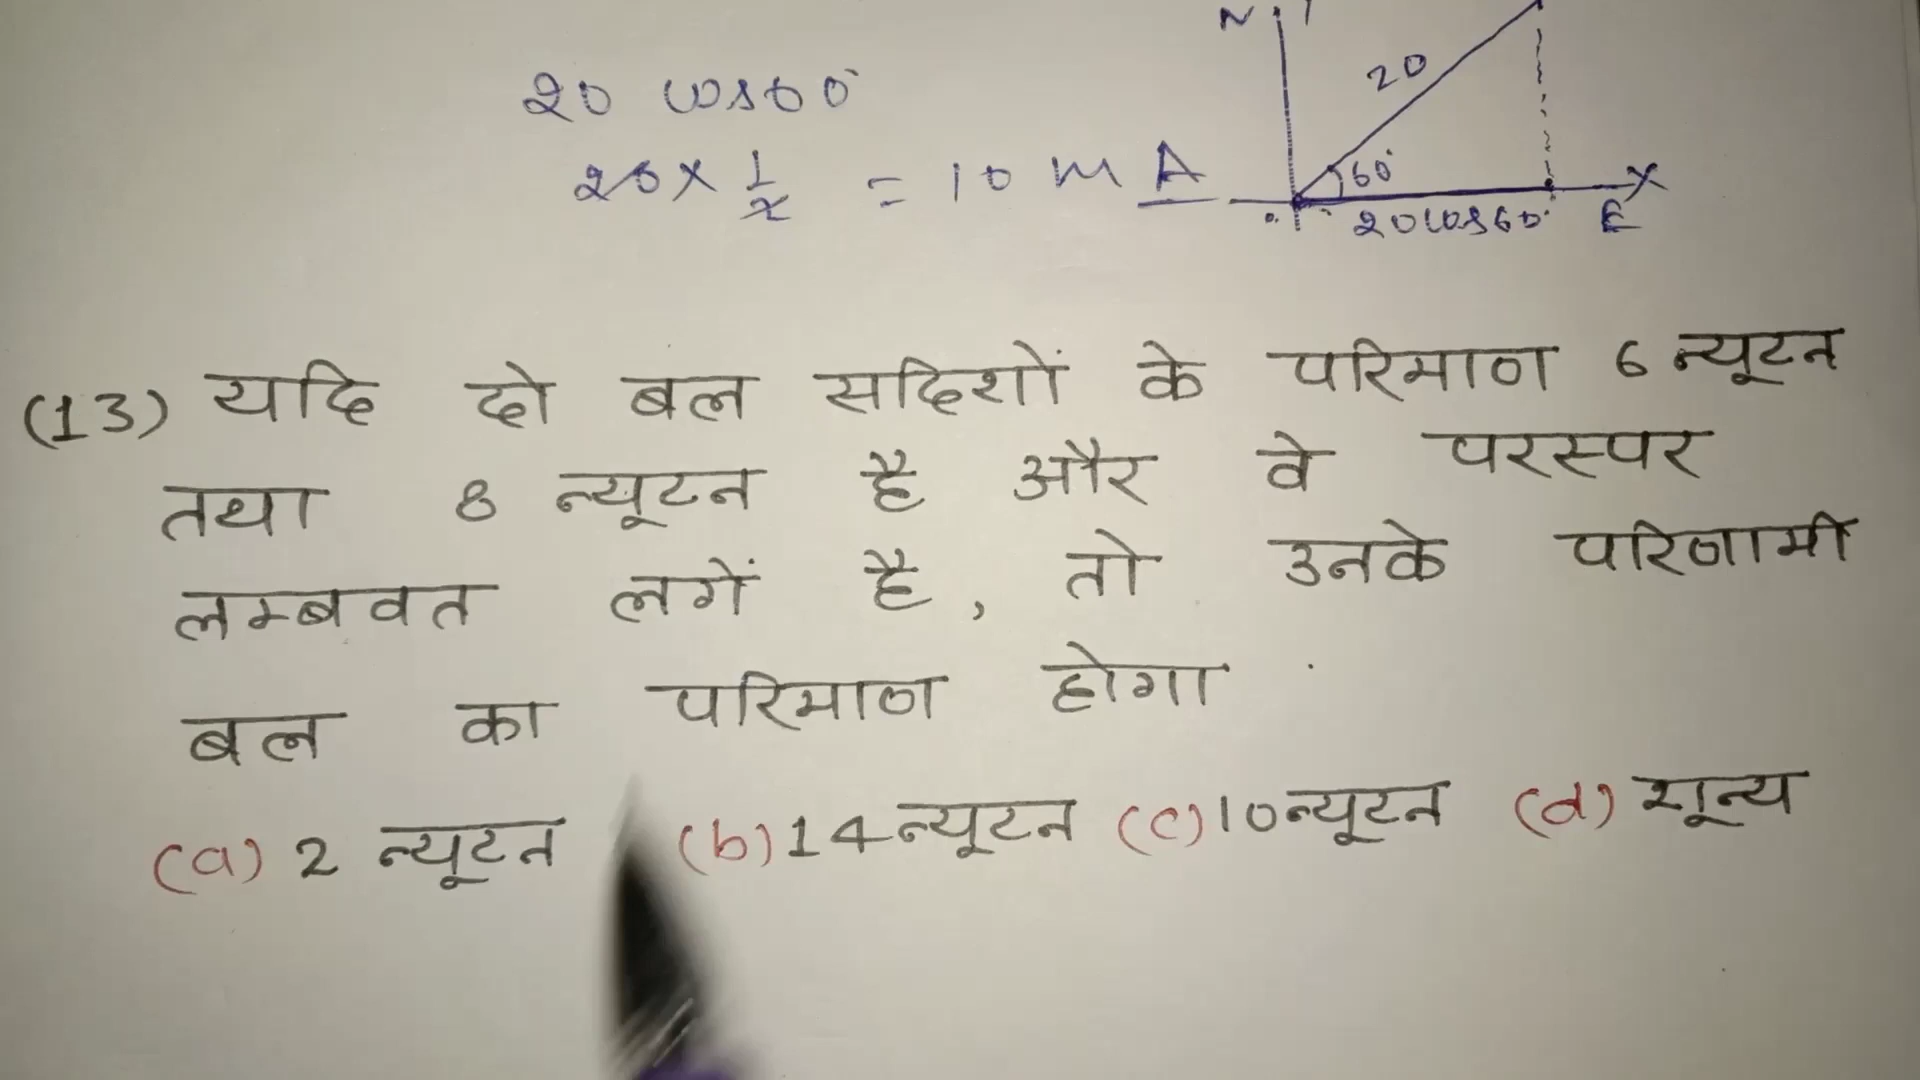 N Y
20
20 cos60°
60°
20 × 1/2 = 10 m A
X
0. 20cos60° E
(13) यदि दो बल सदिशों के परिमाण 6 न्यूटन
तथा 8 न्यूटन है और वे परस्पर
लम्बवत लगें है, तो उनके परिणामी
बल का परिमाण होगा
(a) 2 न्यूटन (b) 14 न्यूटन (c) 10 न्यूटन (d) शून्य